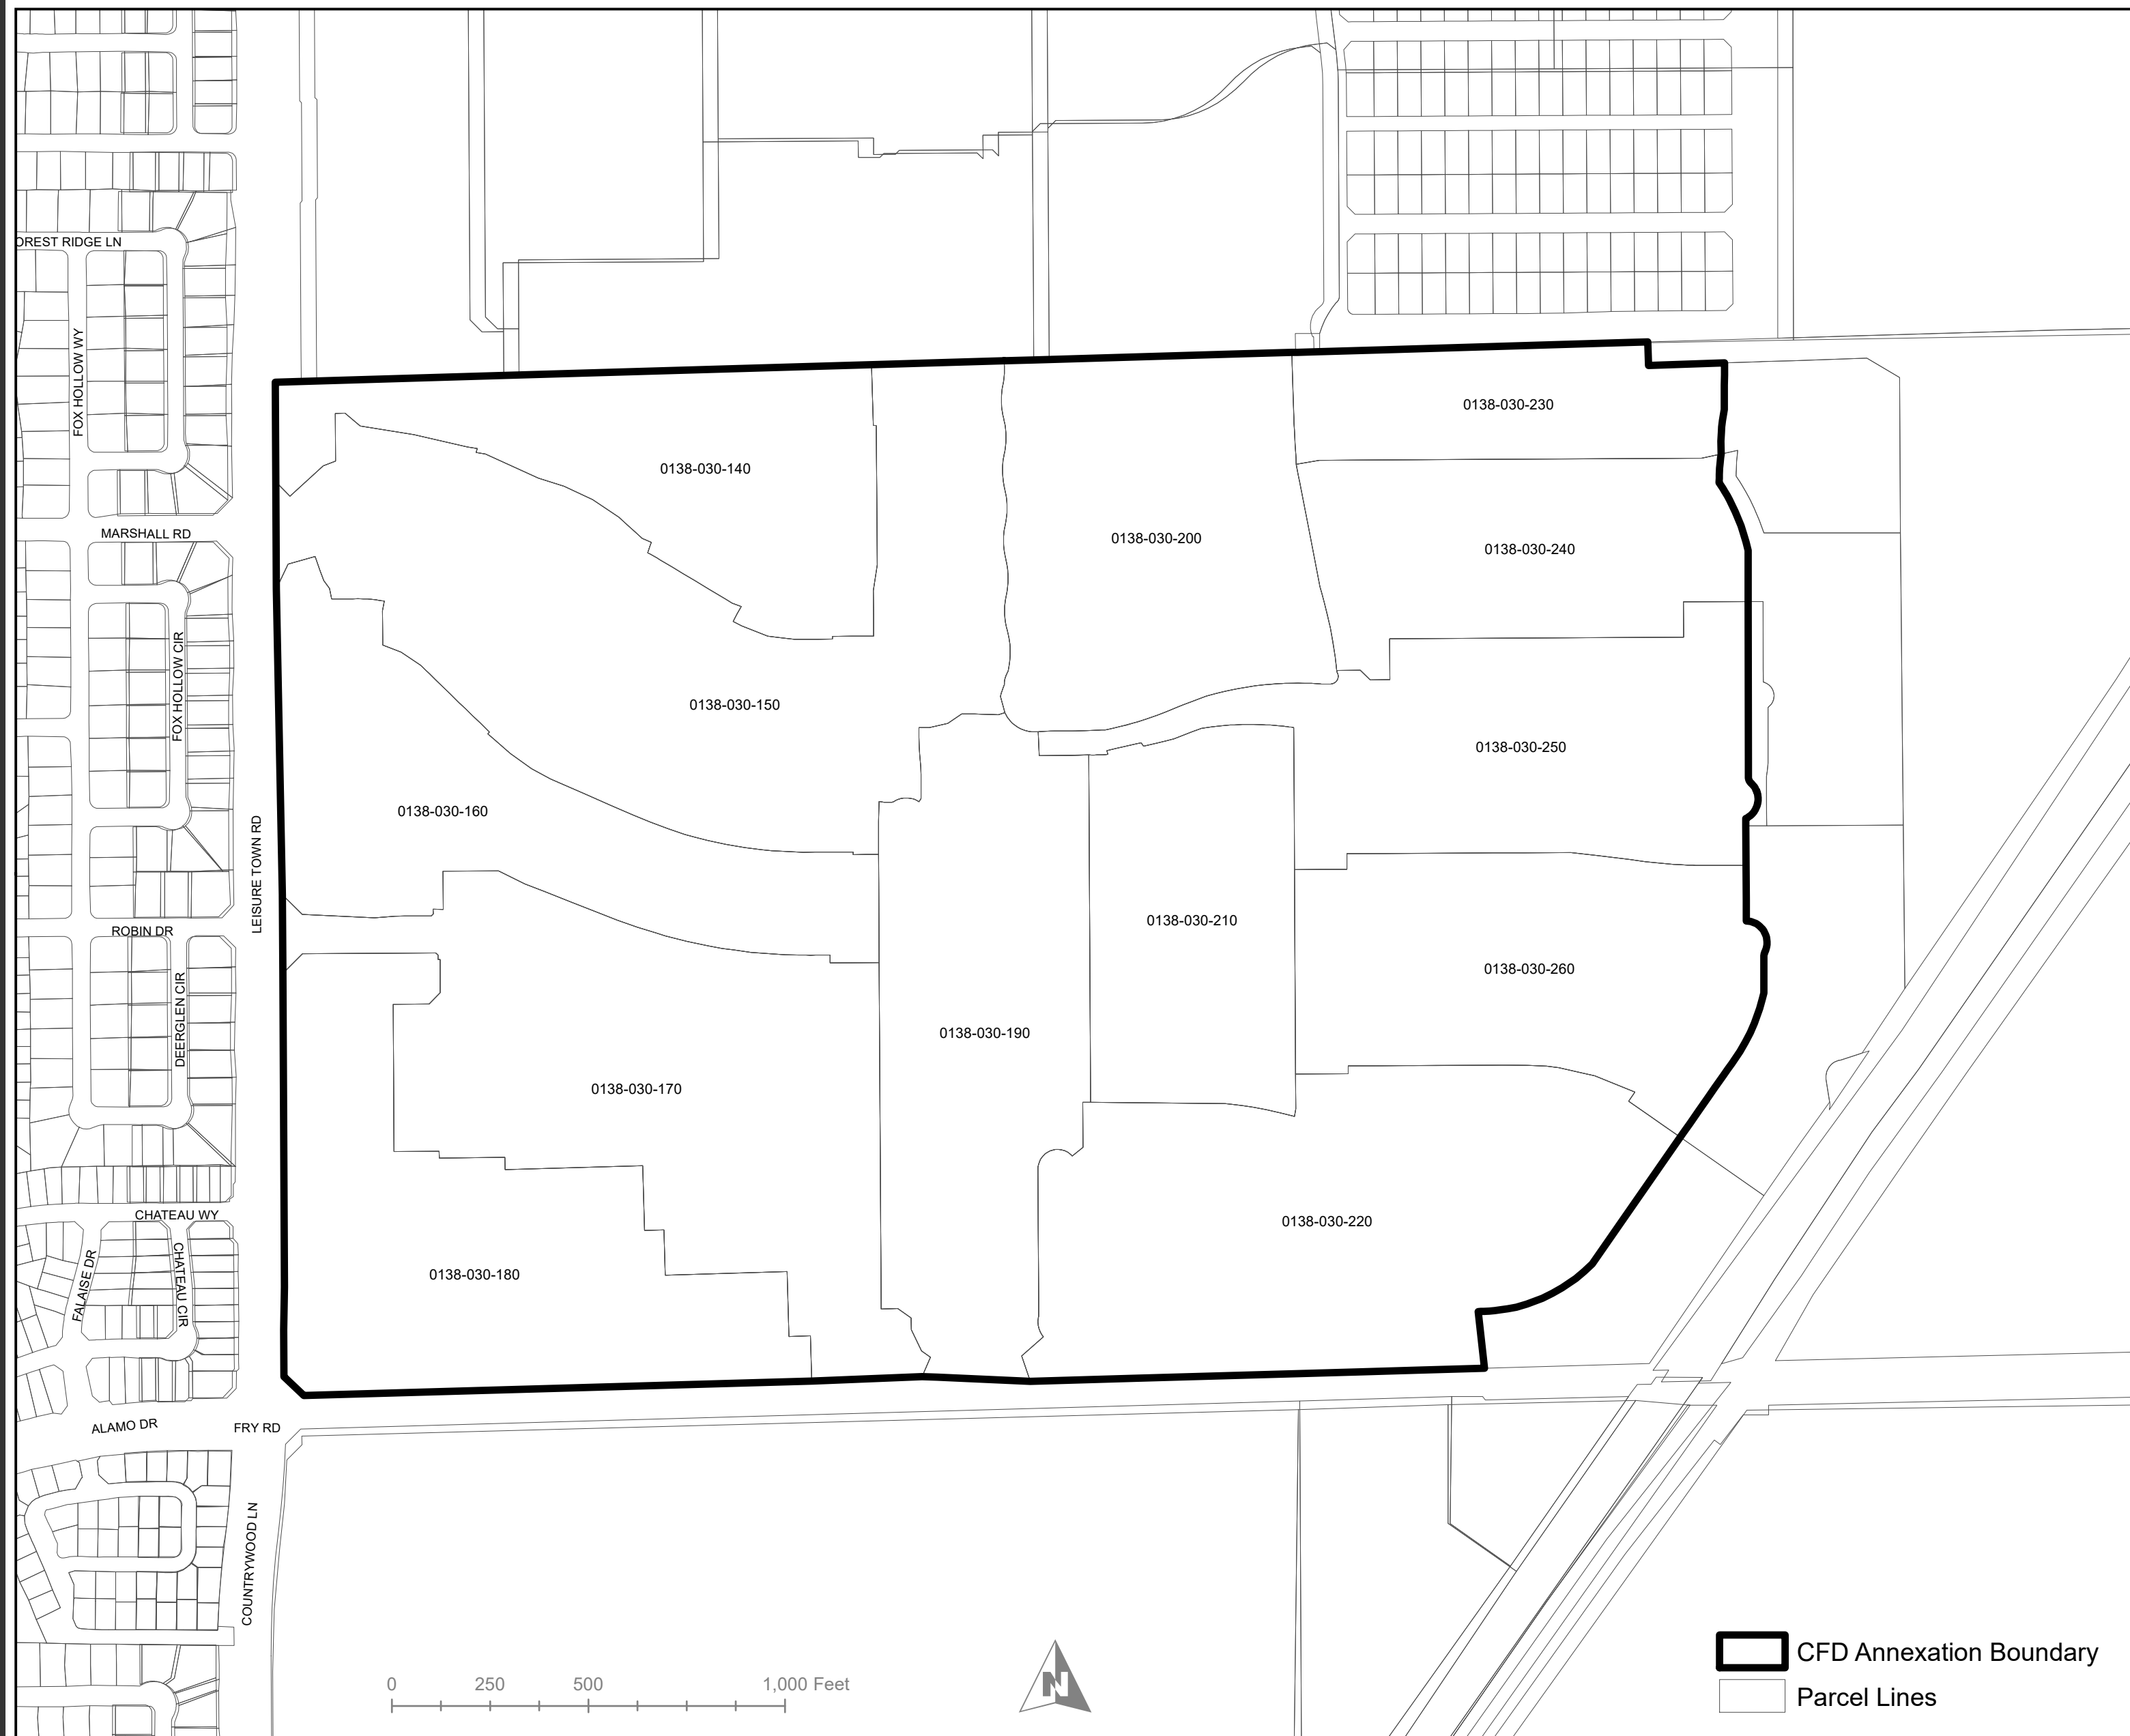 OREST RIDGE LN
FOX HOLLOW WY
MARSHALL RD
FOX HOLLOW CIR
LEISURE TOWN RD
ROBIN DR
DEERGLEN CIR
CHATEAU WY
FALAISE DR
CHATEAU CIR
ALAMO DR
FRY RD
COUNTRYWOOD LN
0138-030-230
0138-030-140
0138-030-200
0138-030-240
0138-030-150
0138-030-250
0138-030-160
0138-030-210
0138-030-260
0138-030-190
0138-030-170
0138-030-220
0138-030-180
0 250 500 1,000 Feet
N
CFD Annexation Boundary
Parcel Lines